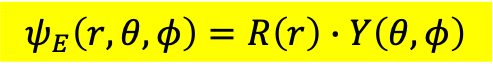 ψ_E(r, θ, ϕ) = R(r) · Y(θ, ϕ)